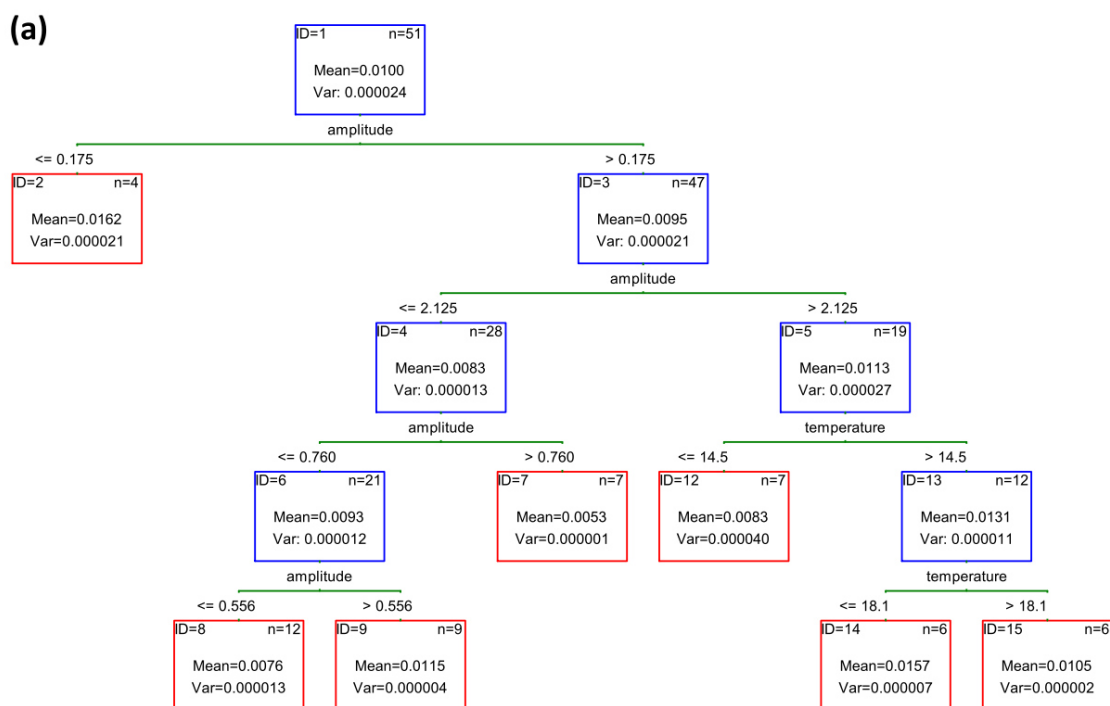 (a)
ID=1 n=51
Mean=0.0100
Var: 0.000024
amplitude
<= 0.175 > 0.175
ID=2 n=4 ID=3 n=47
Mean=0.0162 Mean=0.0095
Var=0.000021 Var: 0.000021
amplitude
<= 2.125 > 2.125
ID=4 n=28 ID=5 n=19
Mean=0.0083 Mean=0.0113
Var: 0.000013 Var: 0.000027
amplitude temperature
<= 0.760 > 0.760 <= 14.5 > 14.5
ID=6 n=21 ID=7 n=7 ID=12 n=7 ID=13 n=12
Mean=0.0093 Mean=0.0053 Mean=0.0083 Mean=0.0131
Var: 0.000012 Var=0.000001 Var=0.000040 Var: 0.000011
amplitude temperature
<= 0.556 > 0.556 <= 18.1 > 18.1
ID=8 n=12 ID=9 n=9 ID=14 n=6 ID=15 n=6
Mean=0.0076 Mean=0.0115 Mean=0.0157 Mean=0.0105
Var=0.000013 Var=0.000004 Var=0.000007 Var=0.000002